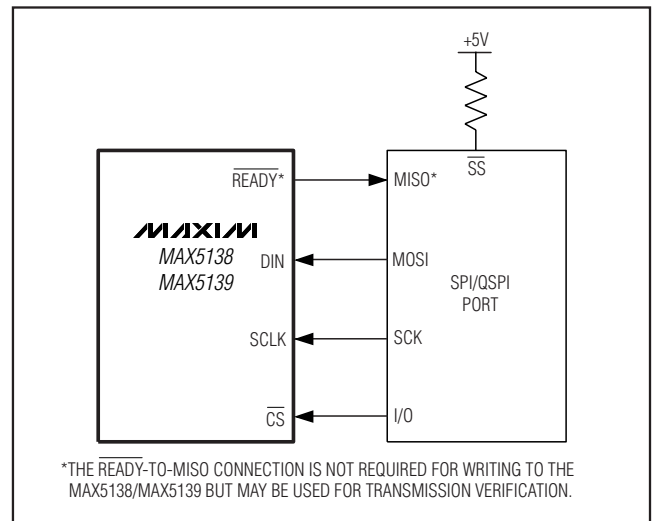 +5V
SS
READY* MISO*
MAXIM
MAX5138
MAX5139
DIN MOSI
SPI/QSPI
PORT
SCLK SCK
CS I/O
*THE READY-TO-MISO CONNECTION IS NOT REQUIRED FOR WRITING TO THE
MAX5138/MAX5139 BUT MAY BE USED FOR TRANSMISSION VERIFICATION.